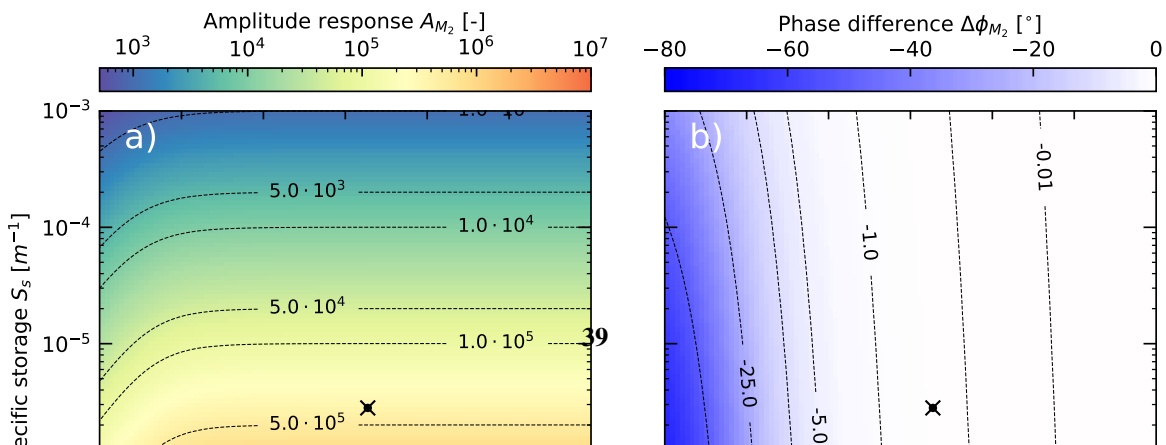 Amplitude response A_{M_2} [-]
10^3 10^4 10^5 10^6 10^7
a)
10^{-3}
10^{-4}
10^{-5}
ecific storage S_s [m^{-1}]
5.0 · 10^3
1.0 · 10^4
5.0 · 10^4
1.0 · 10^5
5.0 · 10^5
39
Phase difference Δϕ_{M_2} [°]
−80 −60 −40 −20 0
b)
-0.01
-1.0
-25.0
-5.0